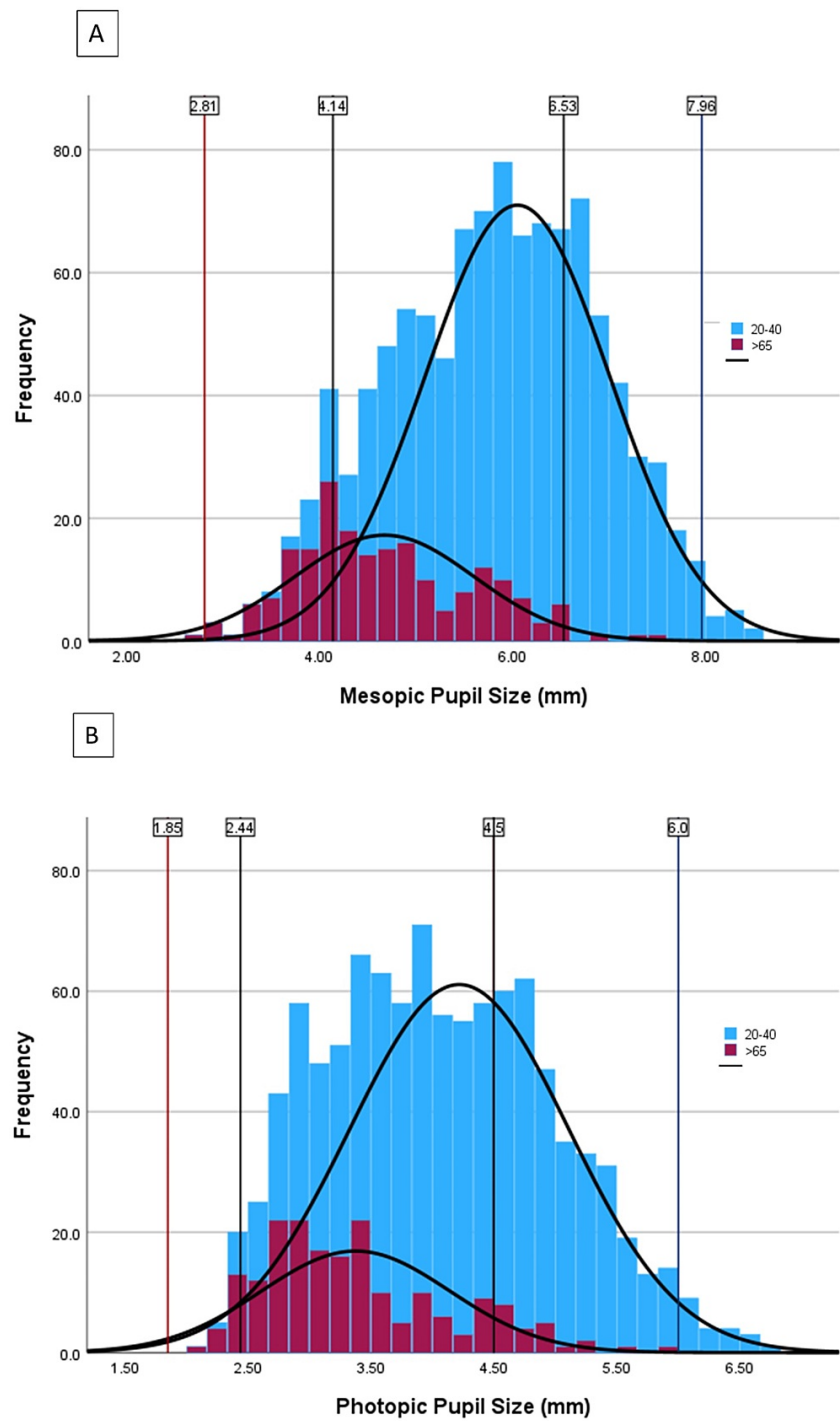 A
2.81 4.14 6.53 7.96
80.0
60.0
20-40
>65
40.0
20.0
0.0
Frequency
2.00 4.00 6.00 8.00
Mesopic Pupil Size (mm)
B
1.85 2.44 4.5 6.0
80.0
60.0
20-40
>65
40.0
20.0
0.0
Frequency
1.50 2.50 3.50 4.50 5.50 6.50
Photopic Pupil Size (mm)